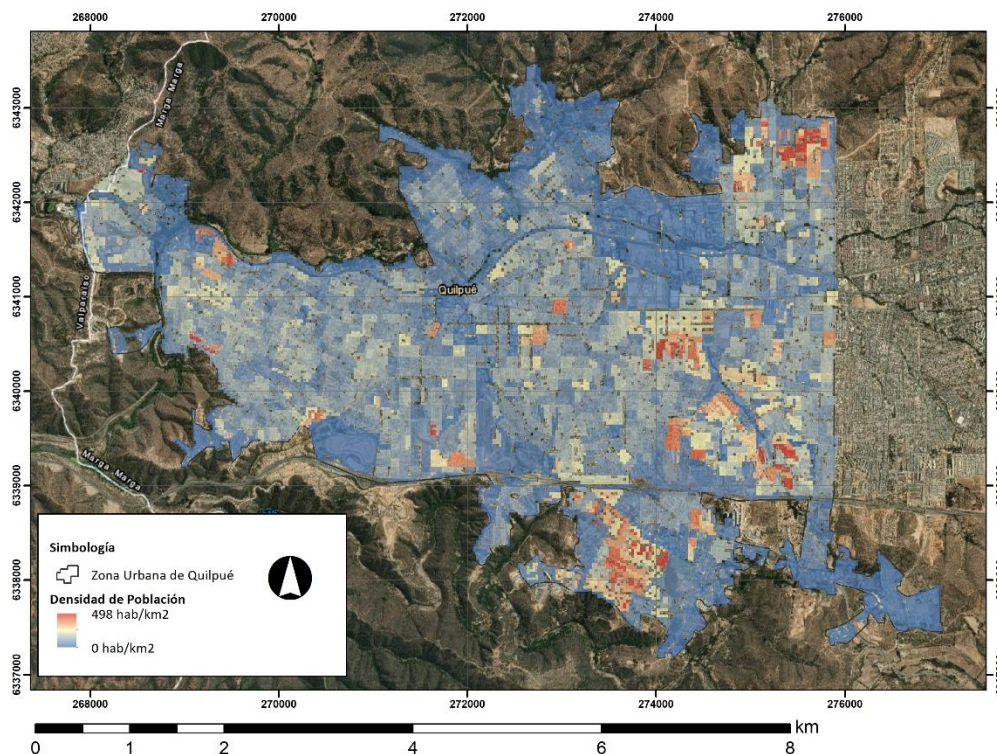 268000 270000 272000 274000 276000
6343000
6342000
6341000
6340000
6339000
6338000
6337000
Marga Marga
Valparaíso
Quilpué
Marga Marga
Simbología
Zona Urbana de Quilpué
Densidad de Población
498 hab/km2
0 hab/km2
268000 270000 272000 274000 276000
km
0 1 2 4 6 8